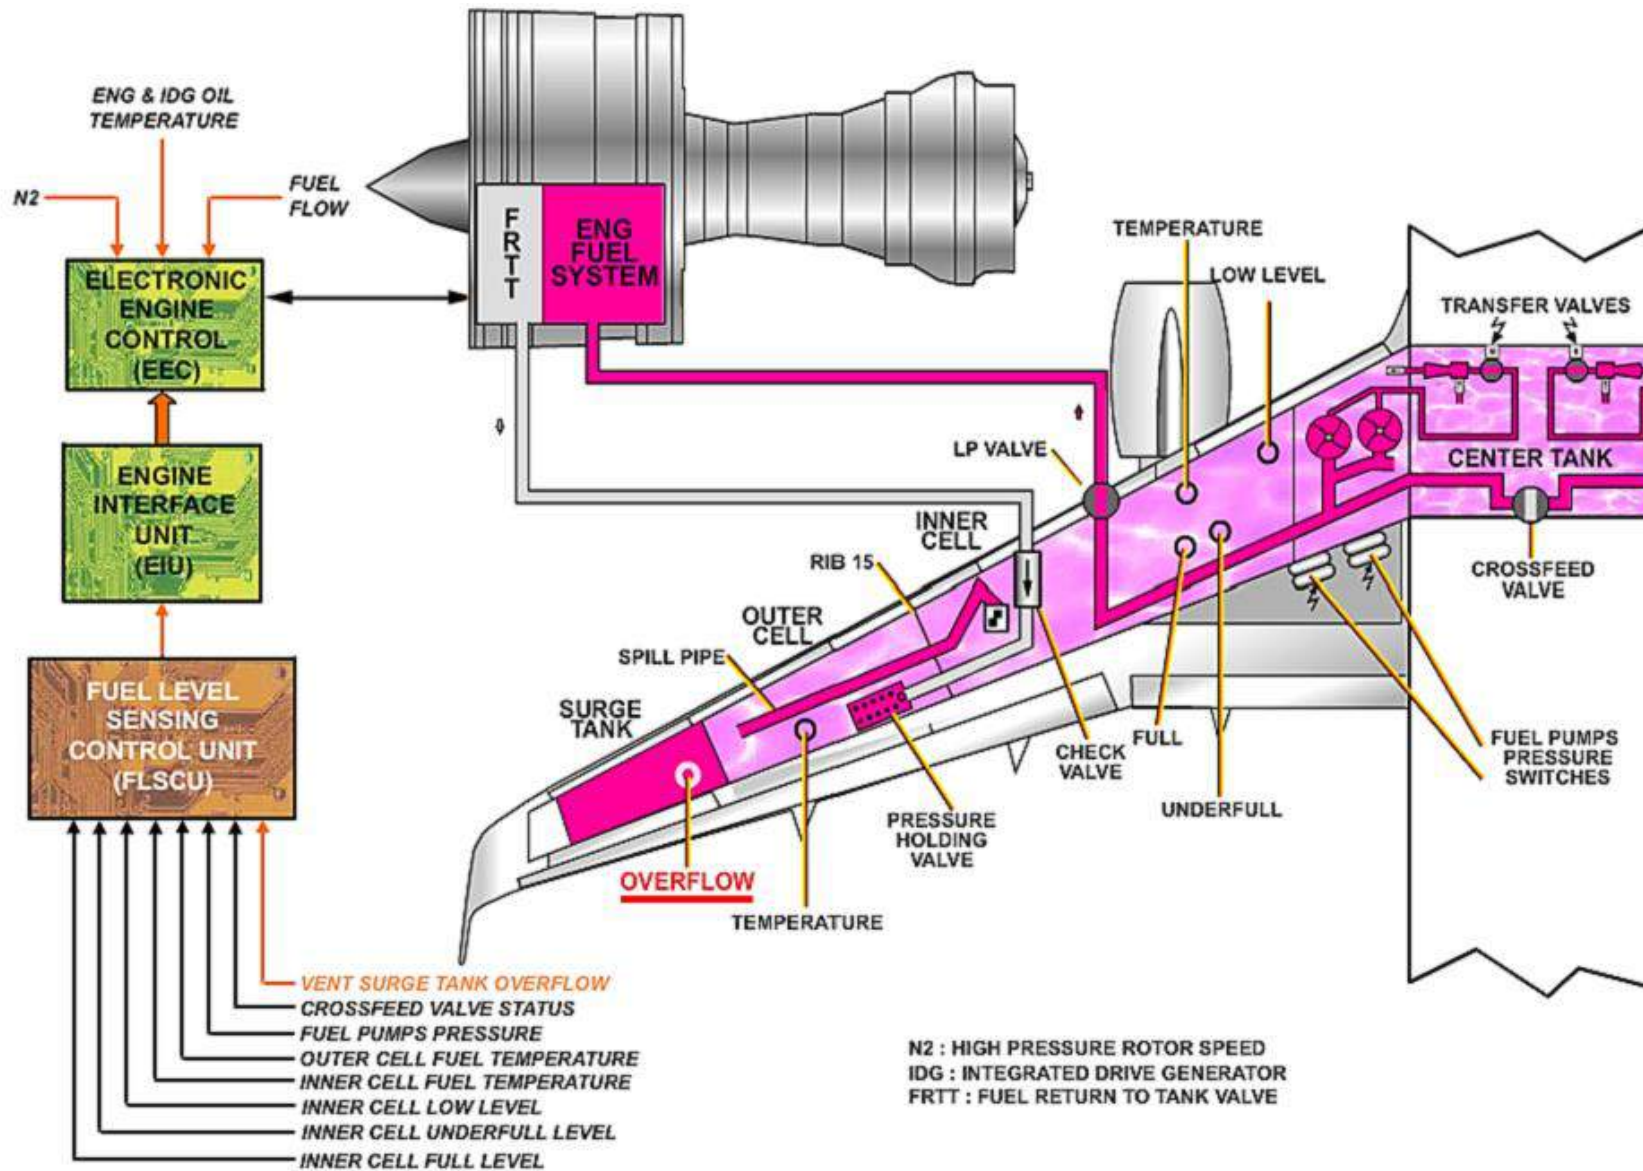 ENG & IDG OIL
TEMPERATURE
N2
FUEL
FLOW
ELECTRONIC
ENGINE
CONTROL
(EEC)
ENGINE
INTERFACE
UNIT
(EIU)
FUEL LEVEL
SENSING
CONTROL UNIT
(FLSCU)
VENT SURGE TANK OVERFLOW
CROSSFEED VALVE STATUS
FUEL PUMPS PRESSURE
OUTER CELL FUEL TEMPERATURE
INNER CELL FUEL TEMPERATURE
INNER CELL LOW LEVEL
INNER CELL UNDERFULL LEVEL
INNER CELL FULL LEVEL
FRTT
ENG
FUEL
SYSTEM
TEMPERATURE
LOW LEVEL
TRANSFER VALVES
LP VALVE
CENTER TANK
INNER
CELL
RIB 15
CROSSFEED
VALVE
OUTER
CELL
SPILL PIPE
SURGE
TANK
CHECK
VALVE
FULL
FUEL PUMPS
PRESSURE
SWITCHES
UNDERFULL
PRESSURE
HOLDING
VALVE
OVERFLOW
TEMPERATURE
N2 : HIGH PRESSURE ROTOR SPEED
IDG : INTEGRATED DRIVE GENERATOR
FRTT : FUEL RETURN TO TANK VALVE